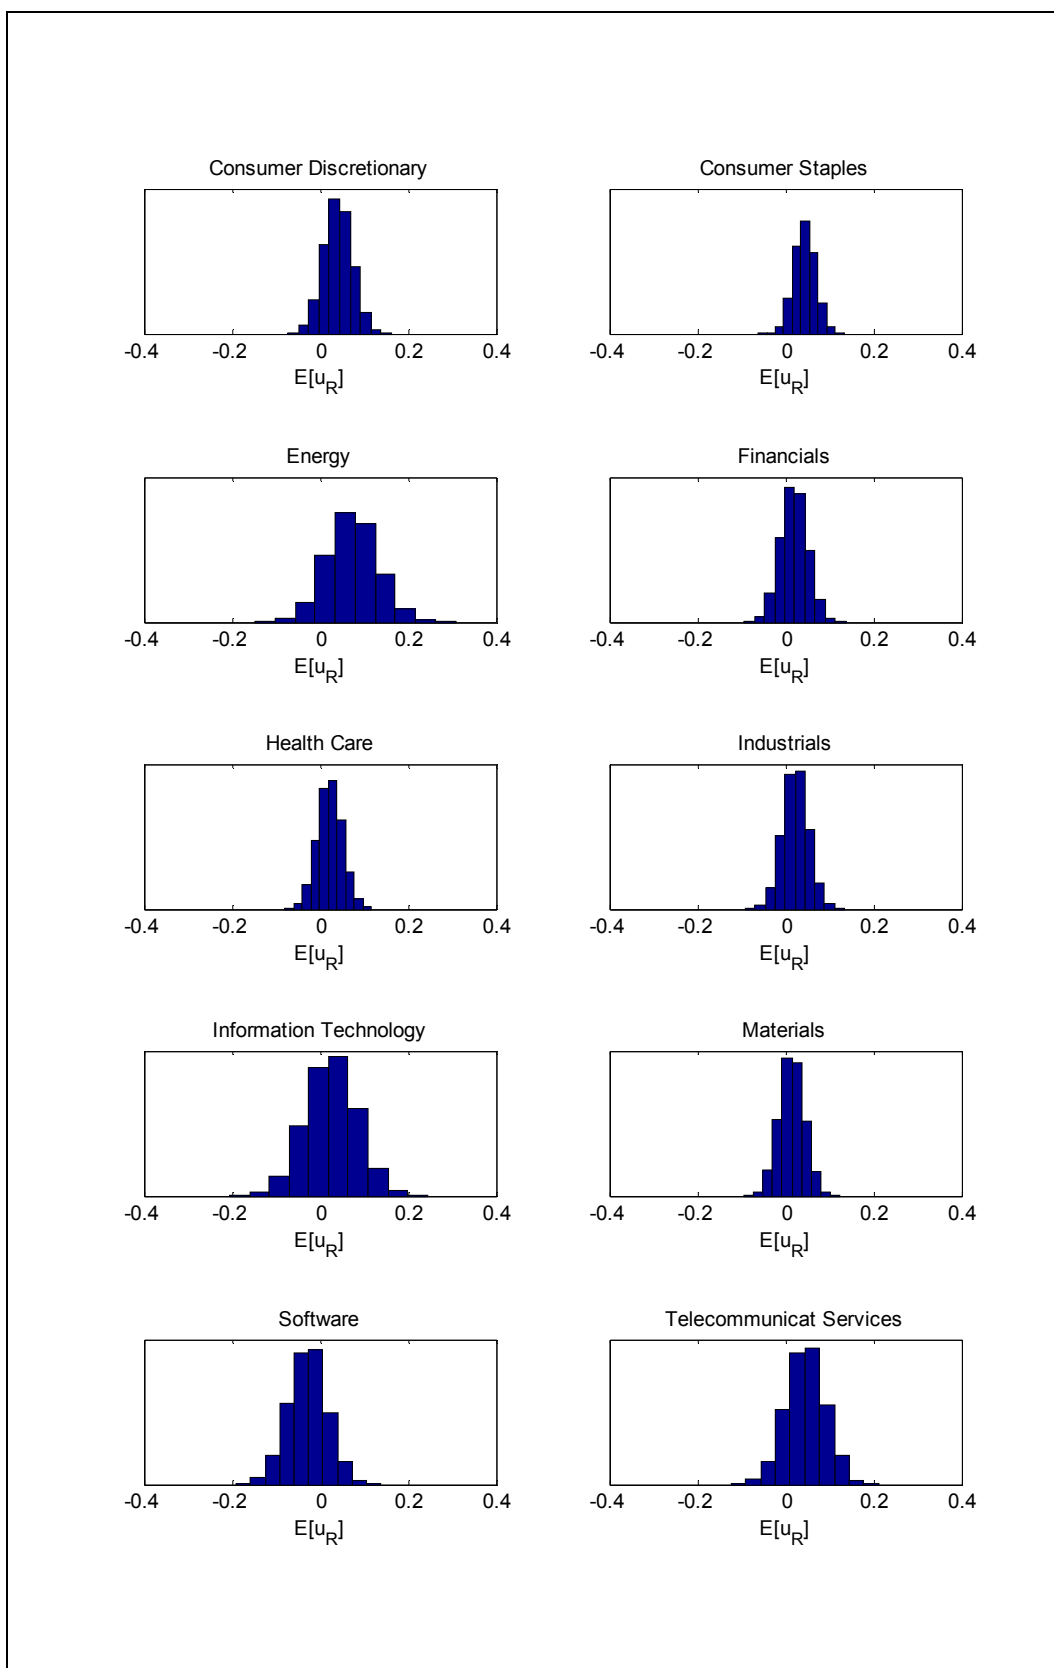 Consumer Discretionary
Consumer Staples
-0.4 -0.2 0 0.2 0.4
-0.4 -0.2 0 0.2 0.4
E[u_R]
E[u_R]
Energy
Financials
-0.4 -0.2 0 0.2 0.4
-0.4 -0.2 0 0.2 0.4
E[u_R]
E[u_R]
Health Care
Industrials
-0.4 -0.2 0 0.2 0.4
-0.4 -0.2 0 0.2 0.4
E[u_R]
E[u_R]
Information Technology
Materials
-0.4 -0.2 0 0.2 0.4
-0.4 -0.2 0 0.2 0.4
E[u_R]
E[u_R]
Software
Telecommunicat Services
-0.4 -0.2 0 0.2 0.4
-0.4 -0.2 0 0.2 0.4
E[u_R]
E[u_R]